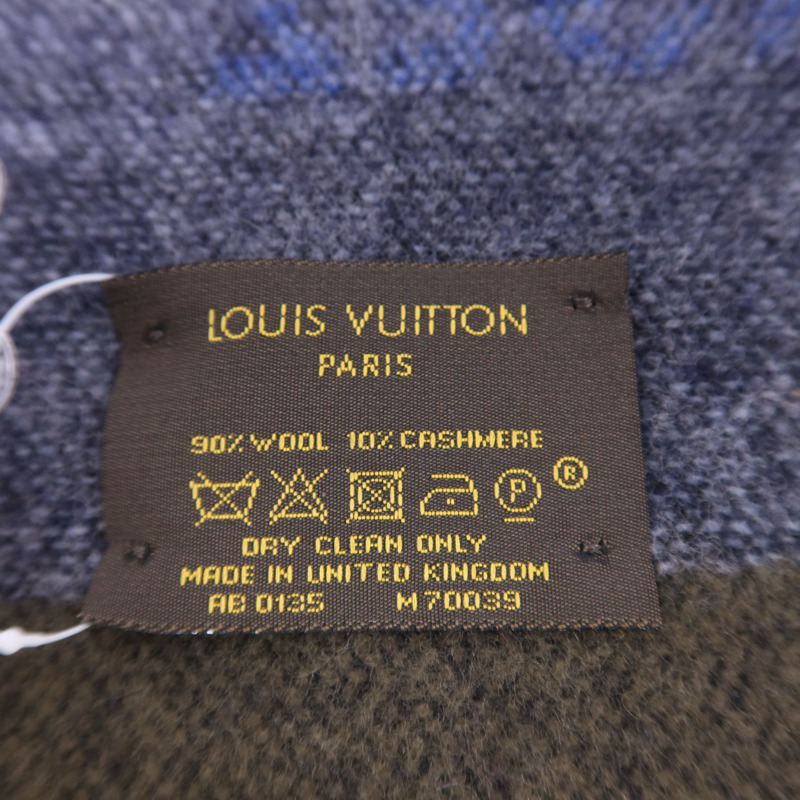 LOUIS VUITTON
PARIS
90% WOOL 10% CASHMERE
P ®
DRY CLEAN ONLY
MADE IN UNITED KINGDOM
AB 0135 M70039